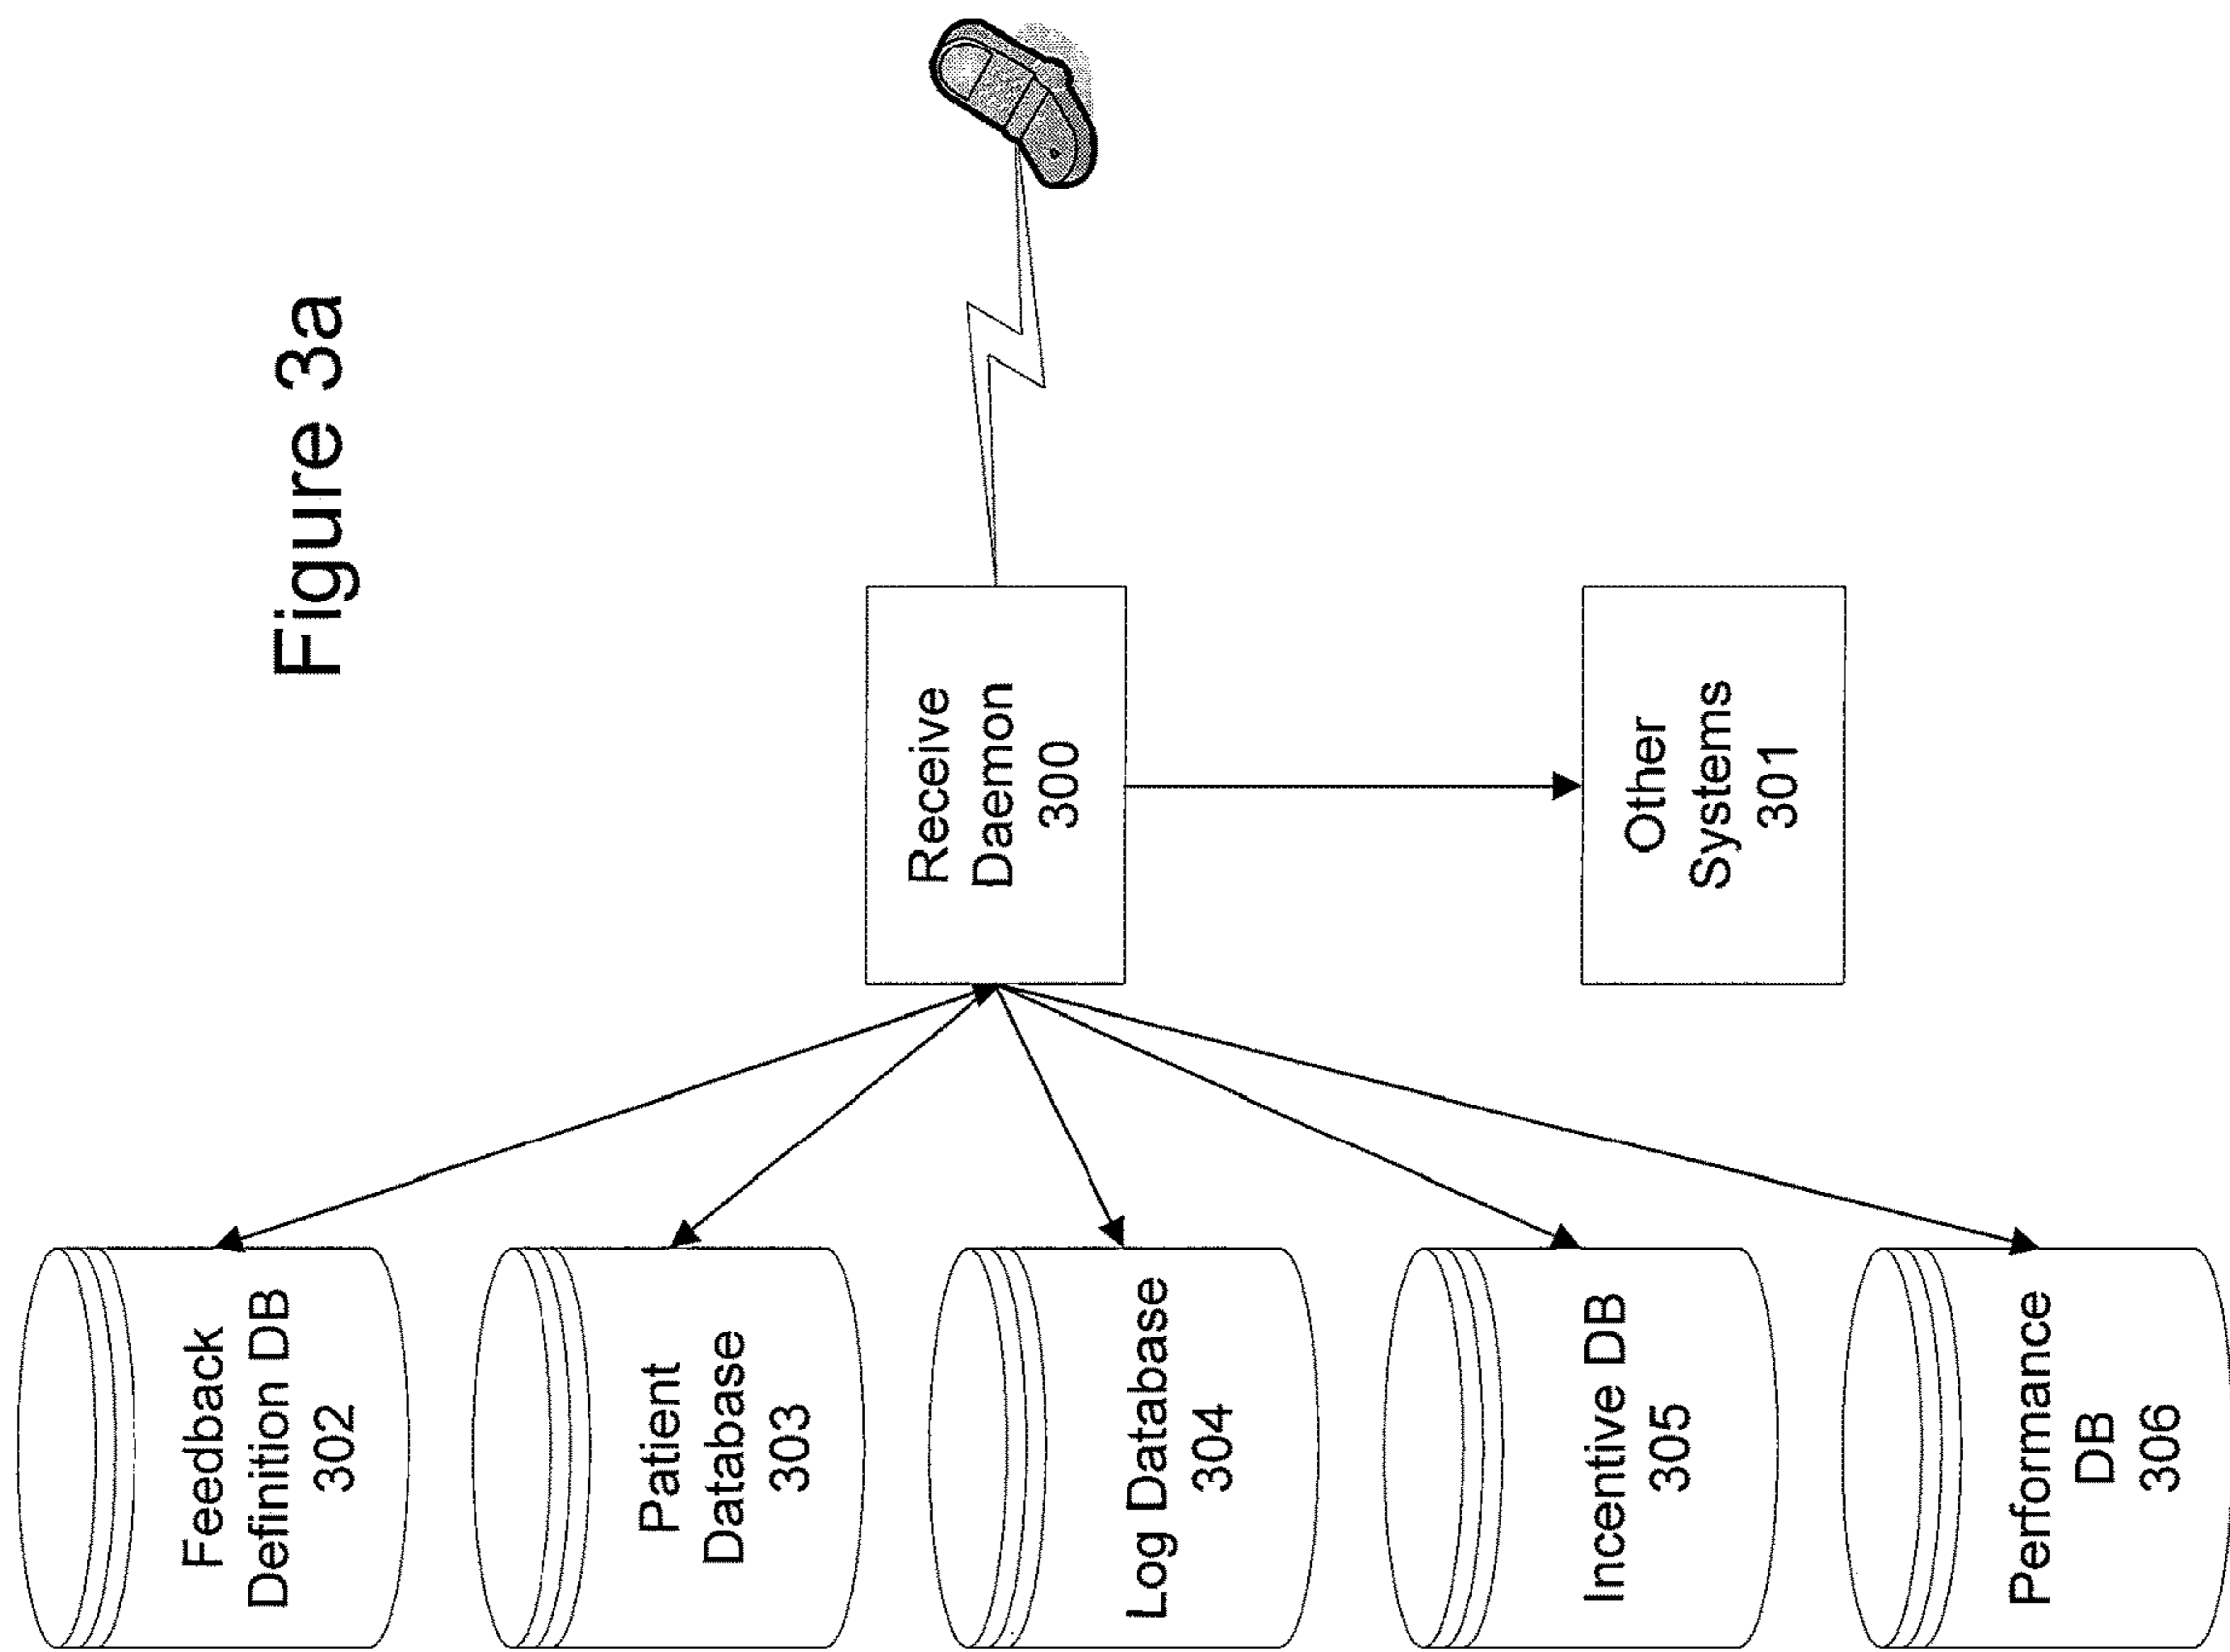 Figure 3a
Feedback
Definition DB
302
Patient
Database
303
Log Database
304
Incentive DB
305
Performance
DB
306
Receive
Daemon
300
Other
Systems
301